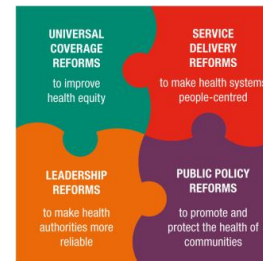 UNIVERSAL
COVERAGE
REFORMS
to improve
health equity
SERVICE
DELIVERY
REFORMS
to make health systems
people-centred
LEADERSHIP
REFORMS
to make health
authorities more
reliable
PUBLIC POLICY
REFORMS
to promote and
protect the health of
communities